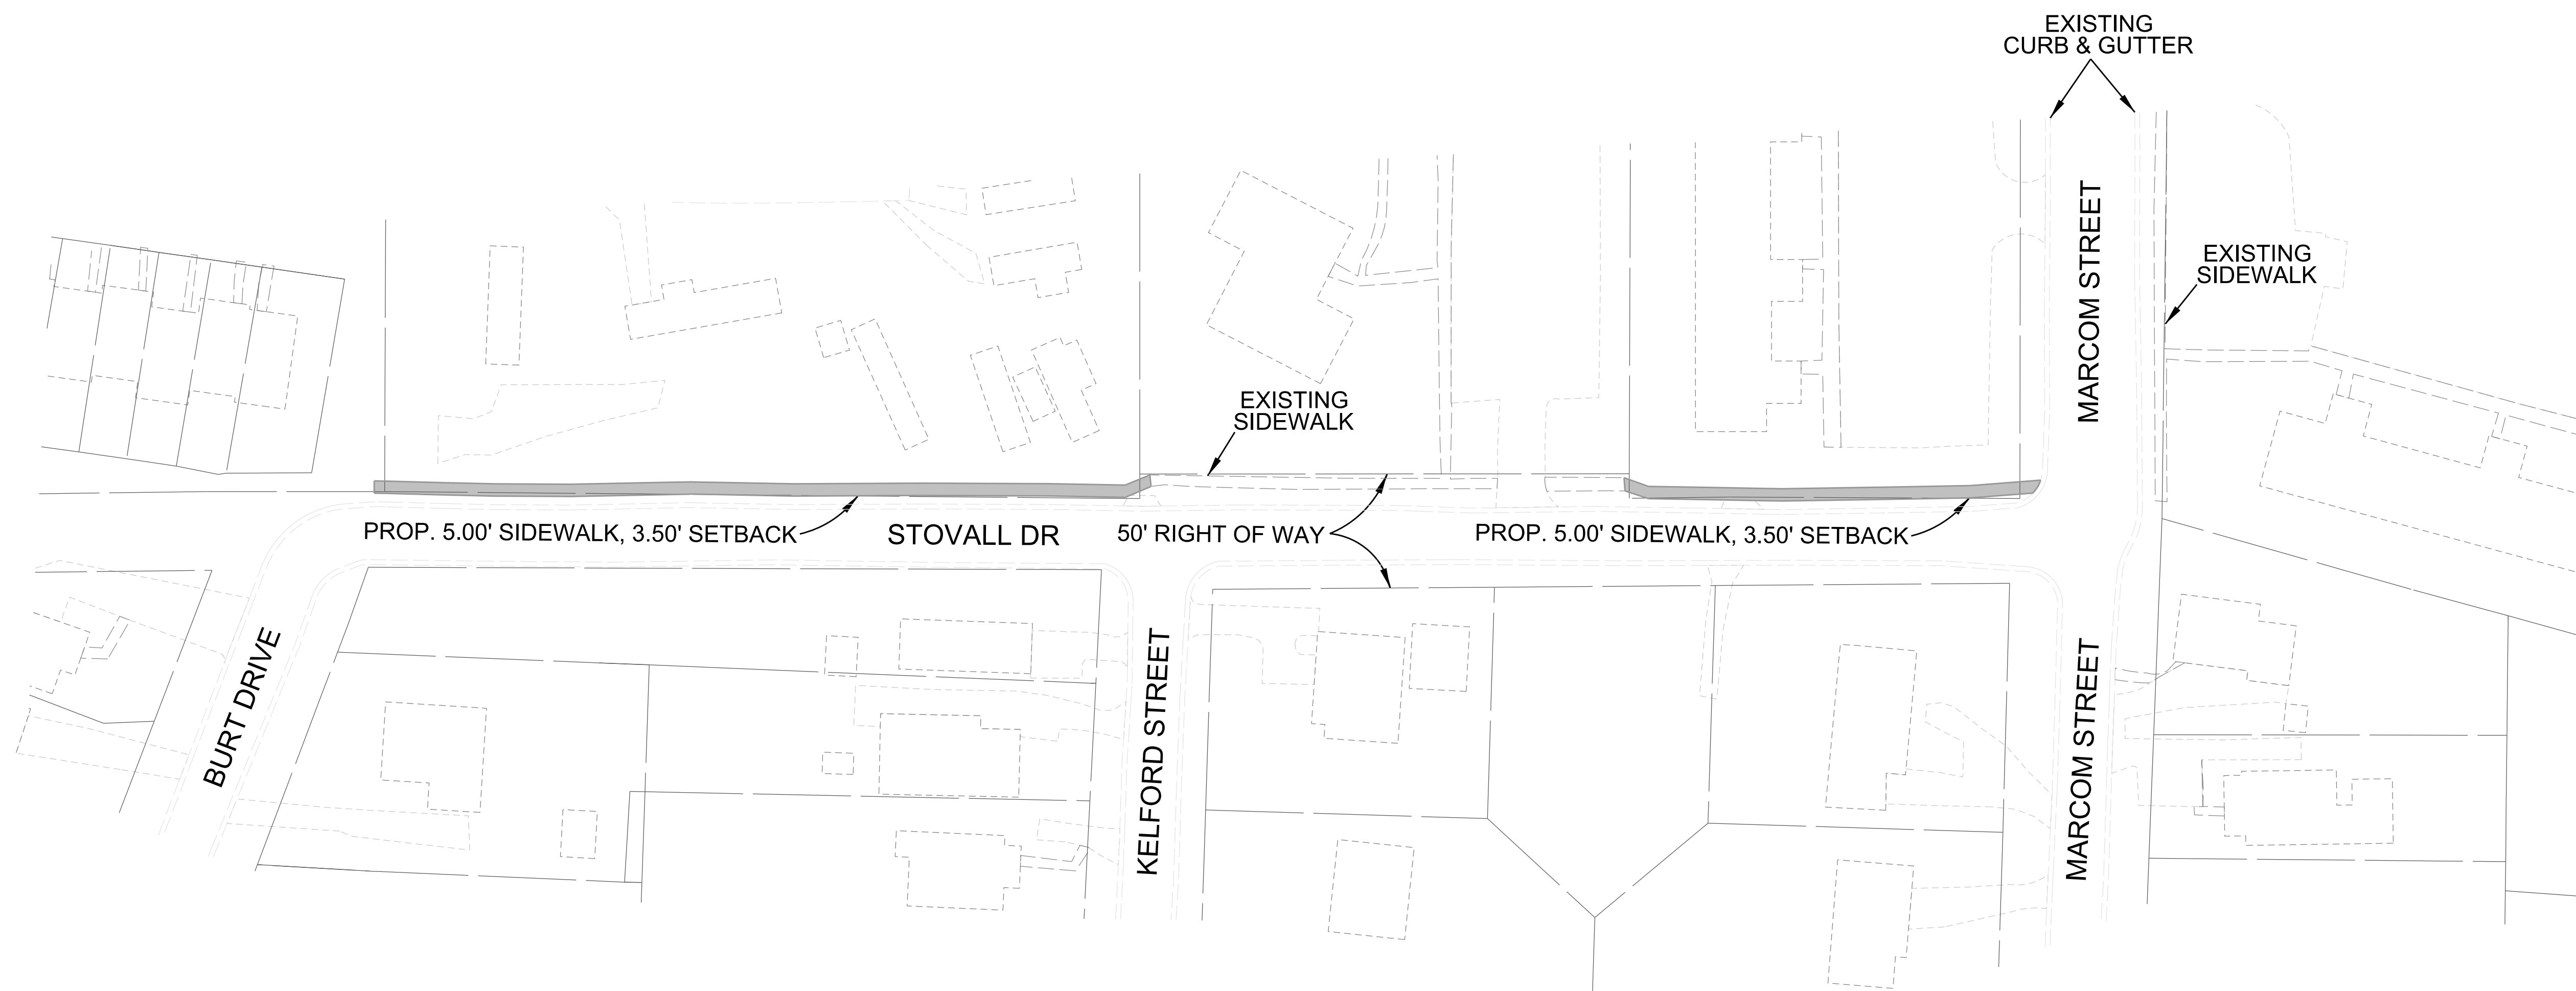 EXISTING
CURB & GUTTER
MARCOM STREET
EXISTING
SIDEWALK
EXISTING
SIDEWALK
PROP. 5.00' SIDEWALK, 3.50' SETBACK
STOVALL DR
50' RIGHT OF WAY
PROP. 5.00' SIDEWALK, 3.50' SETBACK
BURT DRIVE
KELFORD STREET
MARCOM STREET